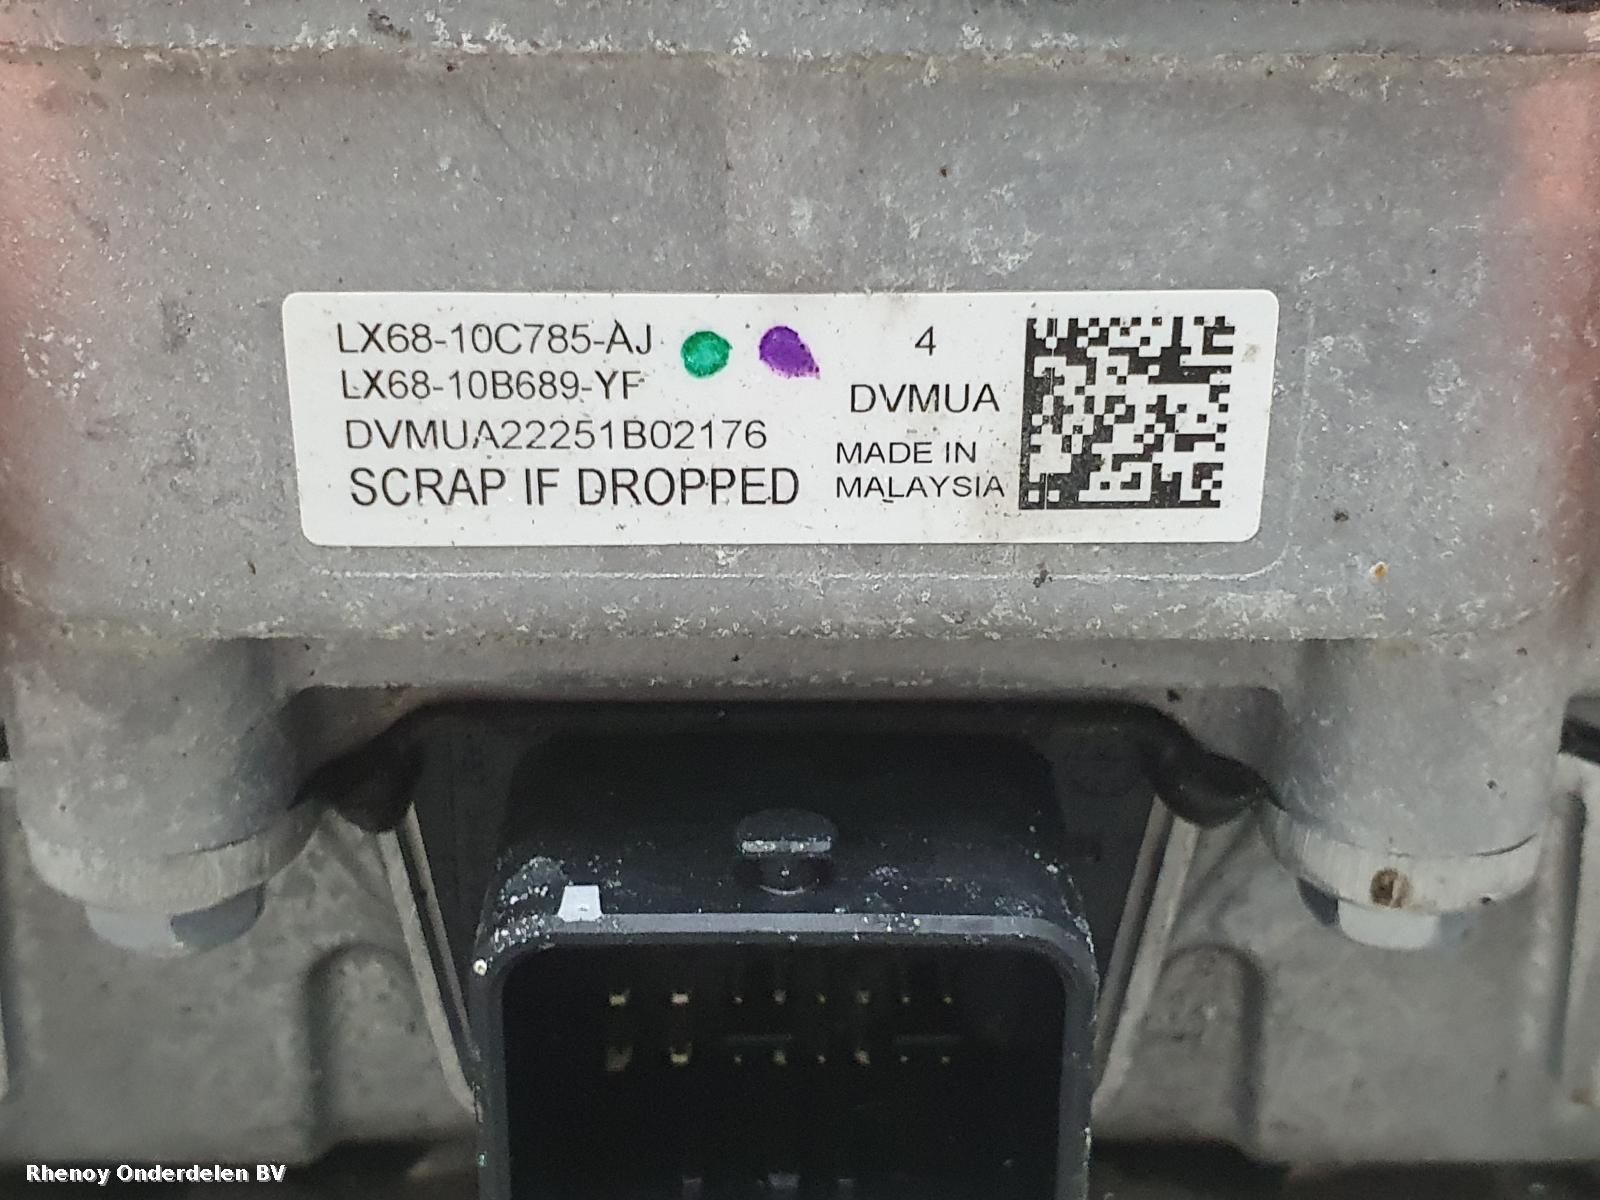 LX68-10C785-AJ
LX68-10B689-YF
DVMUA22251B02176
SCRAP IF DROPPED
4
DVMUA
MADE IN
MALAYSIA
Rhenoy Onderdelen BV